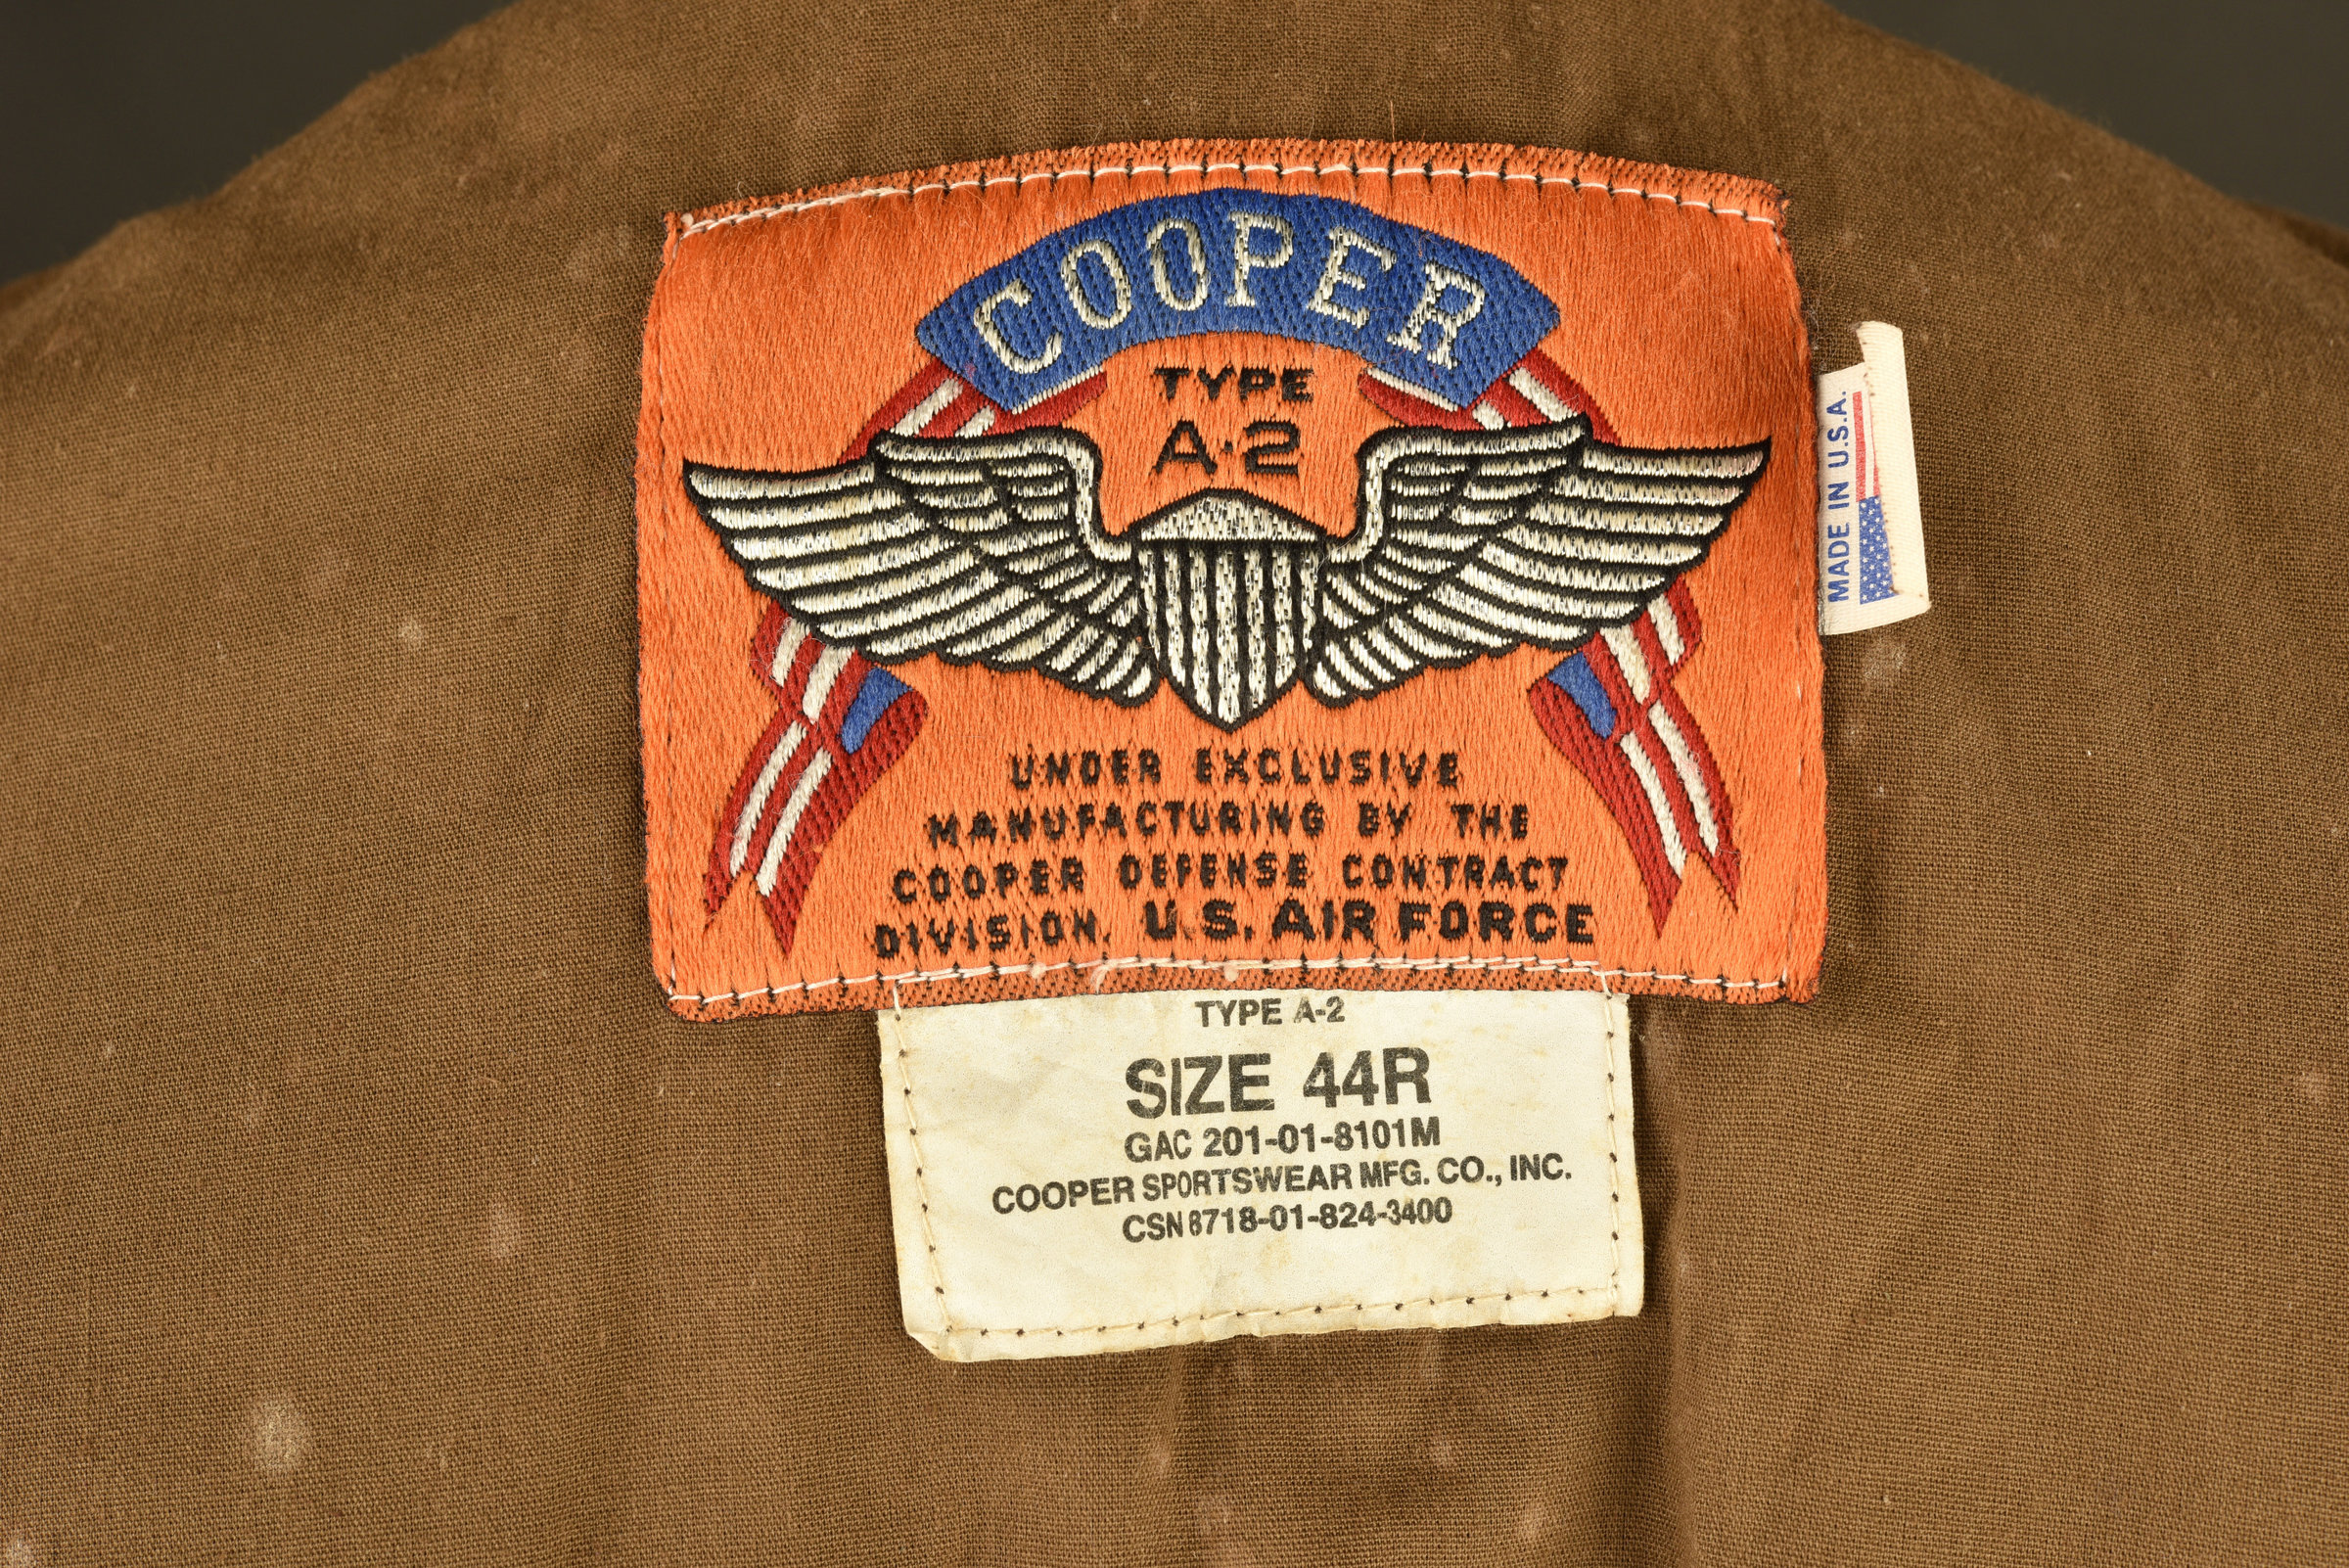 COOPER
TYPE
A-2
UNDER EXCLUSIVE
MANUFACTURING BY THE
COOPER DEFENSE CONTRACT
DIVISION, U.S. AIR FORCE
MADE IN U.S.A.
TYPE A-2
SIZE 44R
GAC 201-01-8101M
COOPER SPORTSWEAR MFG. CO., INC.
CSN 8718-01-824-3400